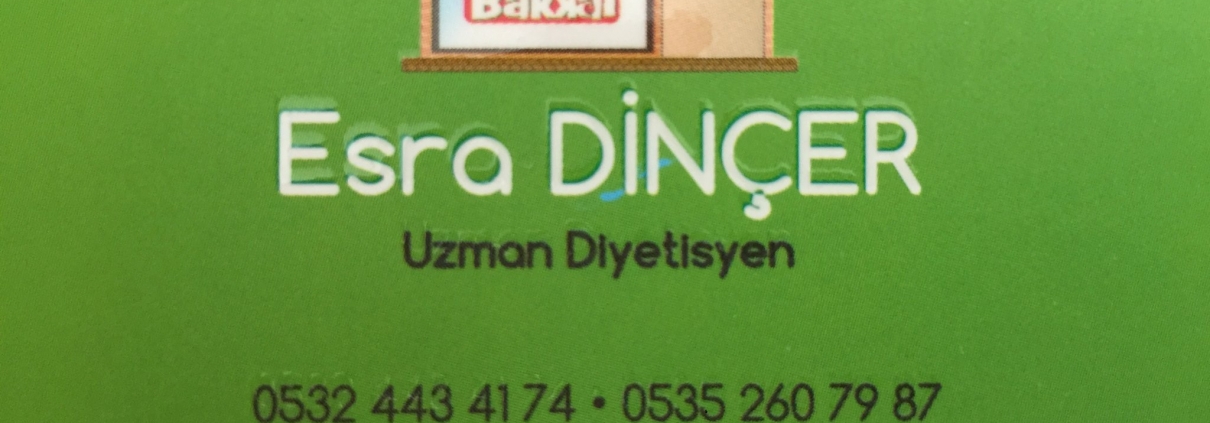 Bakkal
Esra DİNÇER
Uzman Diyetisyen
0532 443 41 74 • 0535 260 79 87